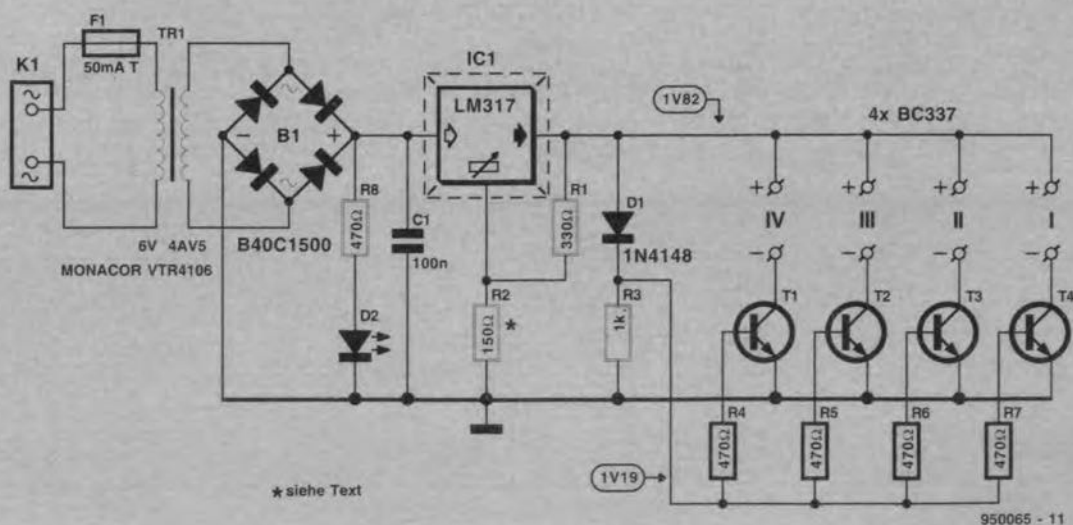 F1
50mA T
TR1
K1
~
~
6V 4AV5
MONACOR VTR4106
~
- B1 +
~
B40C1500
R8
470Ω
D2
C1
100n
IC1
LM317
R2
150Ω
*
R1
330Ω
D1
1N4148
R3
1k
1V82
4x BC337
+ + + +
IV III II I
- - - -
T1 T2 T3 T4
R4 R5 R6 R7
470Ω 470Ω 470Ω 470Ω
1V19
* siehe Text
950065 - 11